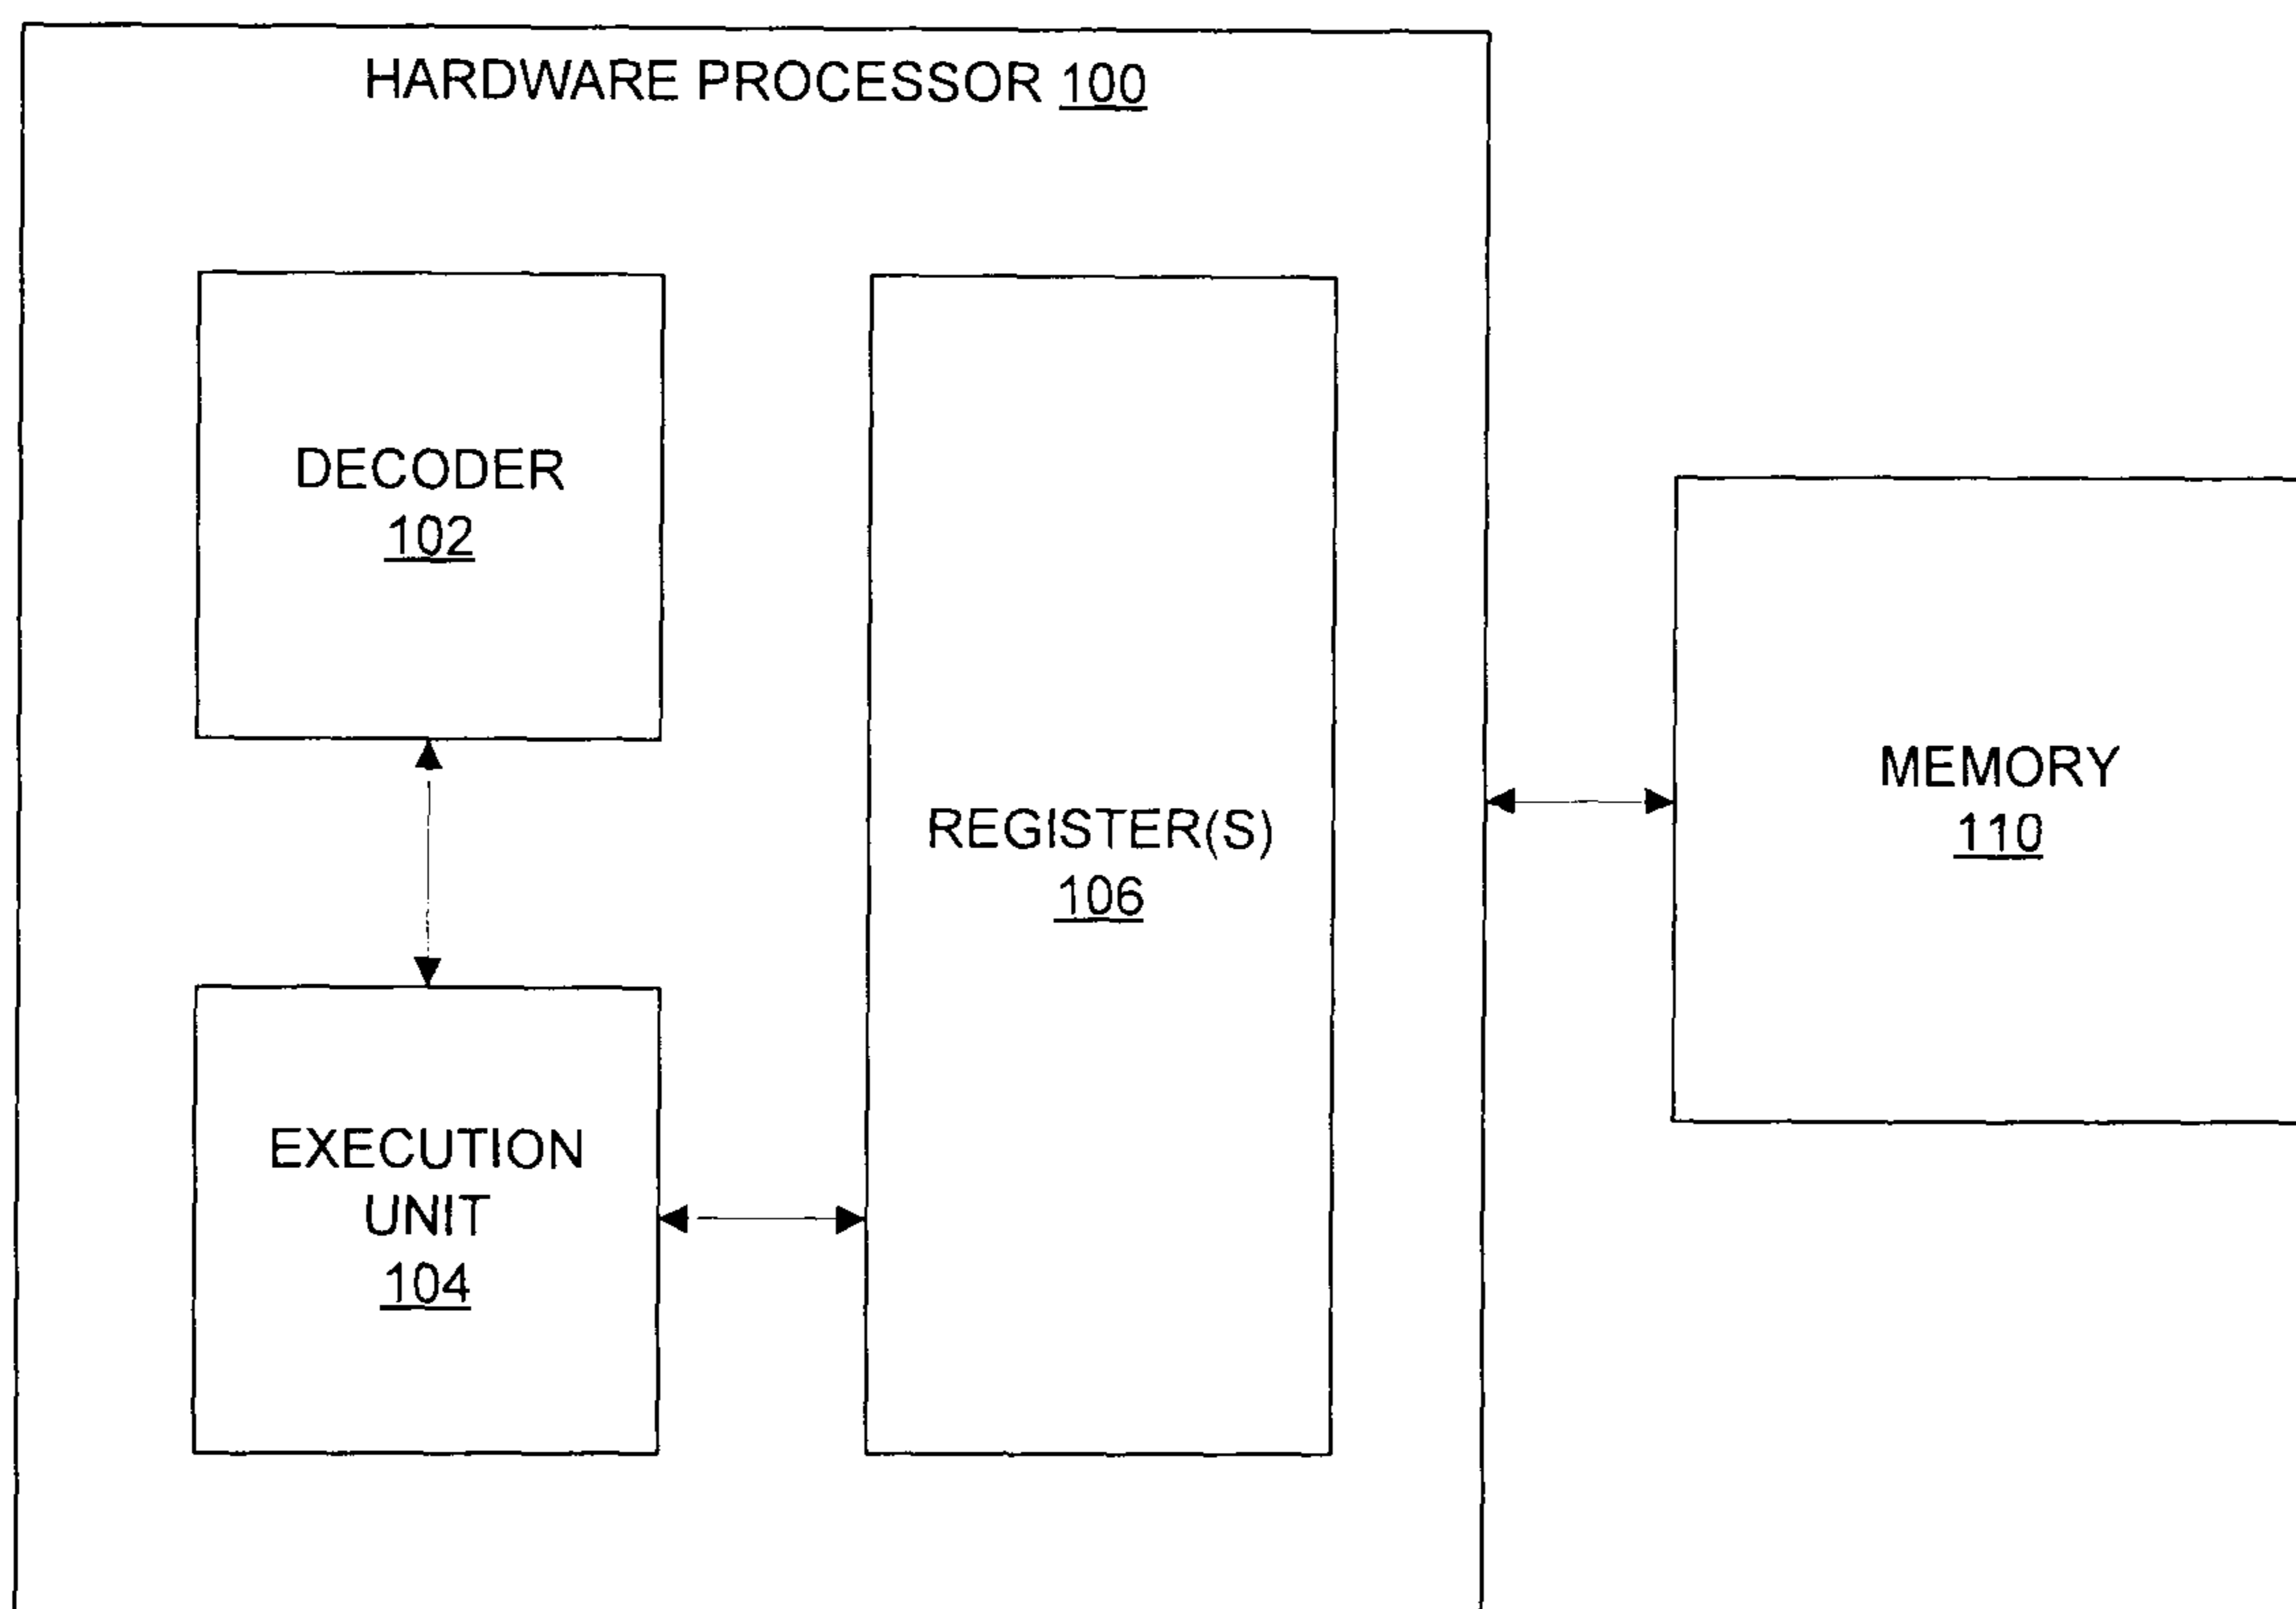 HARDWARE PROCESSOR 100
DECODER
102
REGISTER(S)
106
MEMORY
110
EXECUTION
UNIT
104